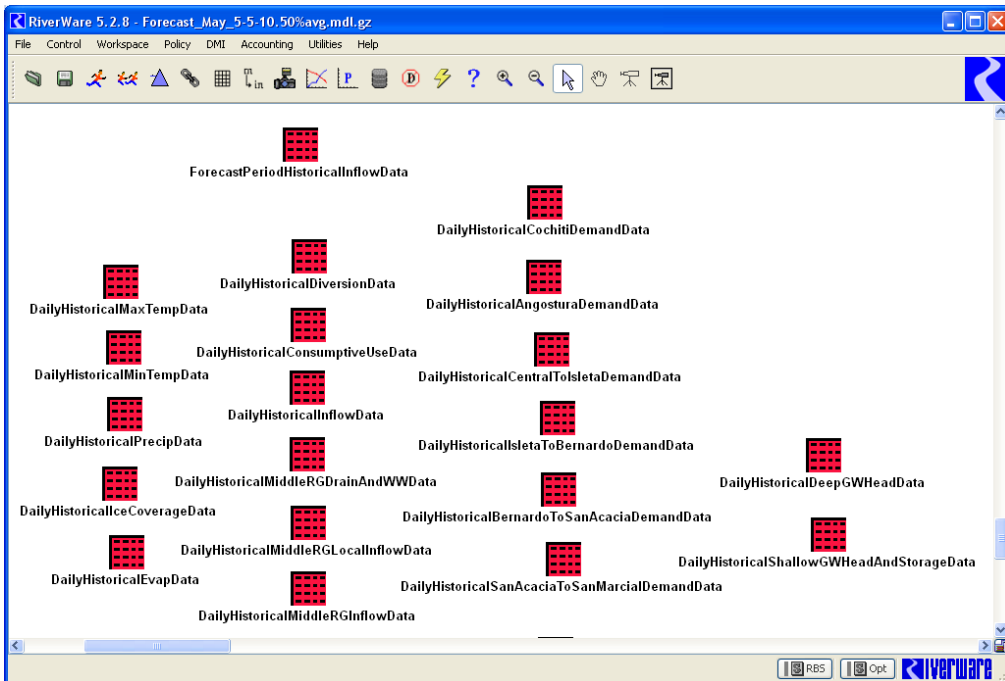 RiverWare 5.2.8 - Forecast_May_5-5-10.50%avg.mdl.gz
File Control Workspace Policy DMI Accounting Utilities Help
in P D ?
ForecastPeriodHistoricalInflowData
DailyHistoricalCochitiDemandData
DailyHistoricalDiversionData
DailyHistoricalAngosturaDemandData
DailyHistoricalMaxTempData
DailyHistoricalConsumptiveUseData
DailyHistoricalMinTempData
DailyHistoricalCentralToIsletaDemandData
DailyHistoricalInflowData
DailyHistoricalPrecipData
DailyHistoricalIsletaToBernardoDemandData
DailyHistoricalMiddleRGDrainAndWWData
DailyHistoricalDeepGWHeadData
DailyHistoricalIceCoverageData
DailyHistoricalBernardoToSanAcaciaDemandData
DailyHistoricalMiddleRGLocalInflowData
DailyHistoricalShallowGWHeadAndStorageData
DailyHistoricalEvapData
DailyHistoricalSanAcaciaToSanMarcialDemandData
DailyHistoricalMiddleRGInflowData
S RBS S Opt Riverware